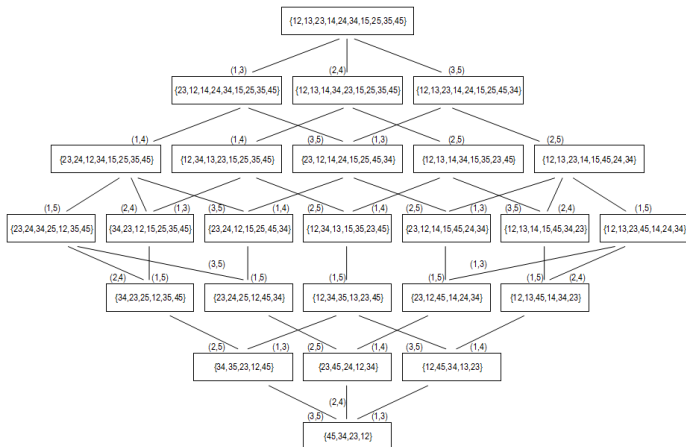 {12,13,23,14,24,34,15,25,35,45}
(1,3) (2,4) (3,5)
{23,12,14,24,34,15,25,35,45} {12,13,14,34,23,15,25,35,45} {12,13,23,14,24,15,25,45,34}
(1,4) (1,4) (3,5) (1,3) (2,5) (2,5)
{23,24,12,34,15,25,35,45} {12,34,13,23,15,25,35,45} {23,12,14,24,15,25,45,34} {12,13,14,34,15,35,23,45} {12,13,23,14,15,45,24,34}
(1,5) (2,4) (1,3) (3,5) (1,4) (2,5) (1,4) (2,5) (1,3) (3,5) (2,4) (1,5)
{23,24,34,25,12,35,45} {34,23,12,15,25,35,45} {23,24,12,15,25,45,34} {12,34,13,15,35,23,45} {23,12,14,15,45,24,34} {12,13,14,15,45,34,23} {12,13,23,45,14,24,34}
(3,5) (1,3)
(2,4) (1,5) (1,5) (1,5) (1,5) (1,5) (2,4)
{34,23,25,12,35,45} {23,24,25,12,45,34} {12,34,35,13,23,45} {23,12,45,14,24,34} {12,13,45,14,34,23}
(2,5) (1,3) (2,5) (1,4) (3,5) (1,4)
{34,35,23,12,45} {23,45,24,12,34} {12,45,34,13,23}
(2,4)
(3,5) (1,3)
{45,34,23,12}